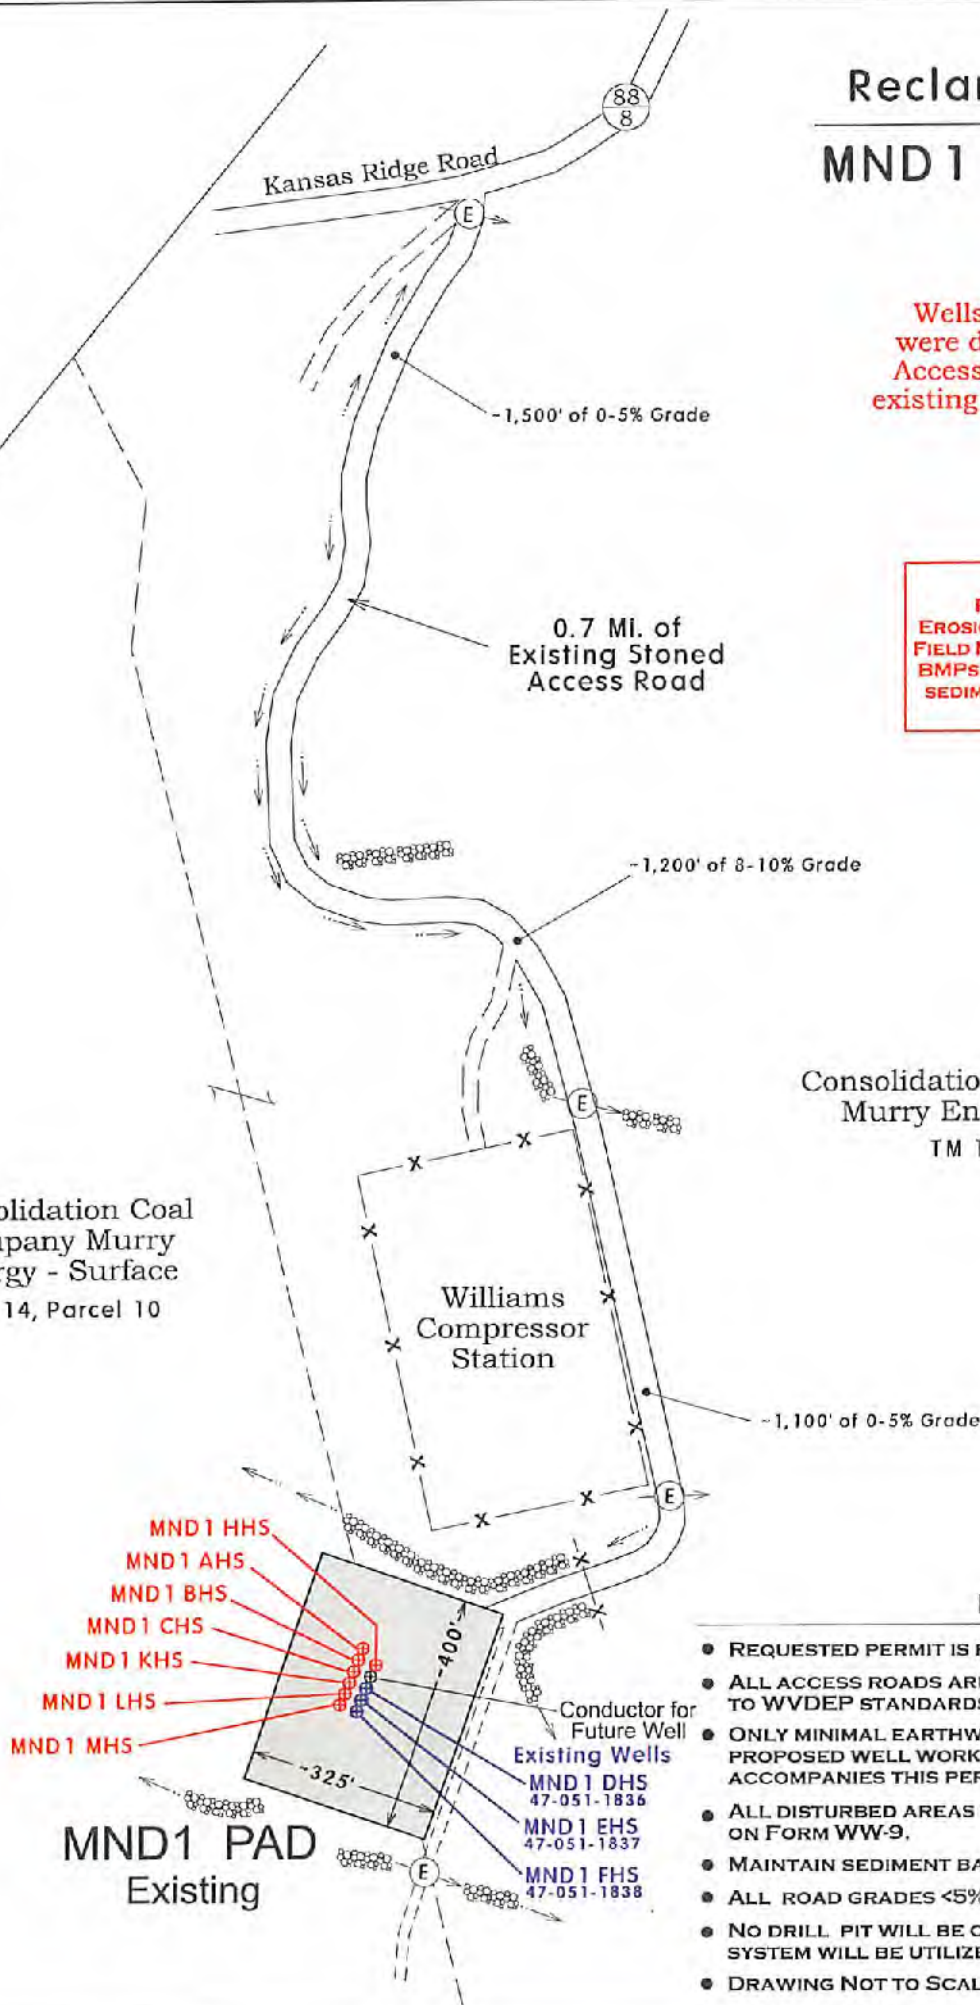 88
8
Reclar
MND1
Kansas Ridge Road
E
Wells
were d
Access
existing
~1,500' of 0-5% Grade
EROSI
FIELD
BMPS
SEDIM
0.7 Mi. of
Existing Stoned
Access Road
~1,200' of 8-10% Grade
Consolidatio
Murry En
TM 1
E
olidation Coal
npany Murry
rgy - Surface
14, Parcel 10
Williams
Compressor
Station
~1,100' of 0-5% Grade
E
MND1 HHS
MND1 AHS
MND1 BHS
MND1 CHS
MND1 KHS
MND1 LHS
MND1 MHS
~400'
~325'
Conductor for
Future Well
Existing Wells
MND1 DHS
47-051-1836
MND1 EHS
47-051-1837
MND1 FHS
47-051-1838
MND1 PAD
Existing
E
REQUESTED PERMIT IS
ALL ACCESS ROADS AR
TO WVDEP STANDARDS
ONLY MINIMAL EARTHW
PROPOSED WELL WORK
ACCOMPANIES THIS PE
ALL DISTURBED AREAS
ON FORM WW-9.
MAINTAIN SEDIMENT BA
ALL ROAD GRADES <5%
NO DRILL PIT WILL BE C
SYSTEM WILL BE UTILIZE
DRAWING NOT TO SCAL